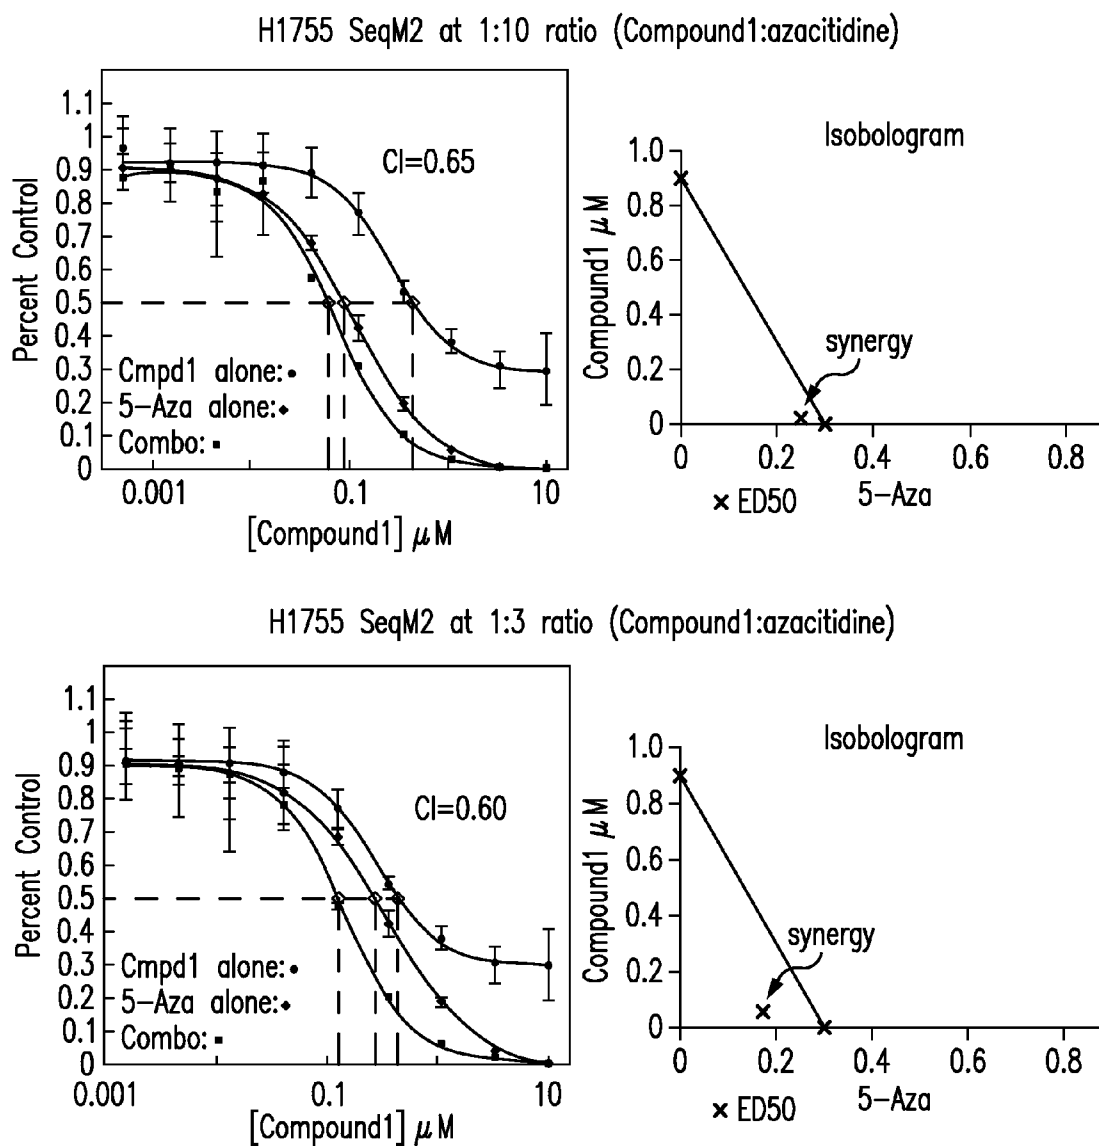 H1755 SeqM2 at 1:10 ratio (Compound1:azacitidine)
Percent Control
1.1
1
0.9
0.8
0.7
0.6
0.5
0.4
0.3
0.2
0.1
0
CI=0.65
Cmpd1 alone:
5-Aza alone:
Combo:
0.001
0.1
10
[Compound1] μM
Isobologram
Compound1 μM
1.0
0.8
0.6
0.4
0.2
0
synergy
0
0.2
0.4
0.6
0.8
× ED50
5-Aza
H1755 SeqM2 at 1:3 ratio (Compound1:azacitidine)
Percent Control
1.1
1
0.9
0.8
0.7
0.6
0.5
0.4
0.3
0.2
0.1
0
CI=0.60
Cmpd1 alone:
5-Aza alone:
Combo:
0.001
0.1
10
[Compound1] μM
Isobologram
Compound1 μM
1.0
0.8
0.6
0.4
0.2
0
synergy
0
0.2
0.4
0.6
0.8
× ED50
5-Aza